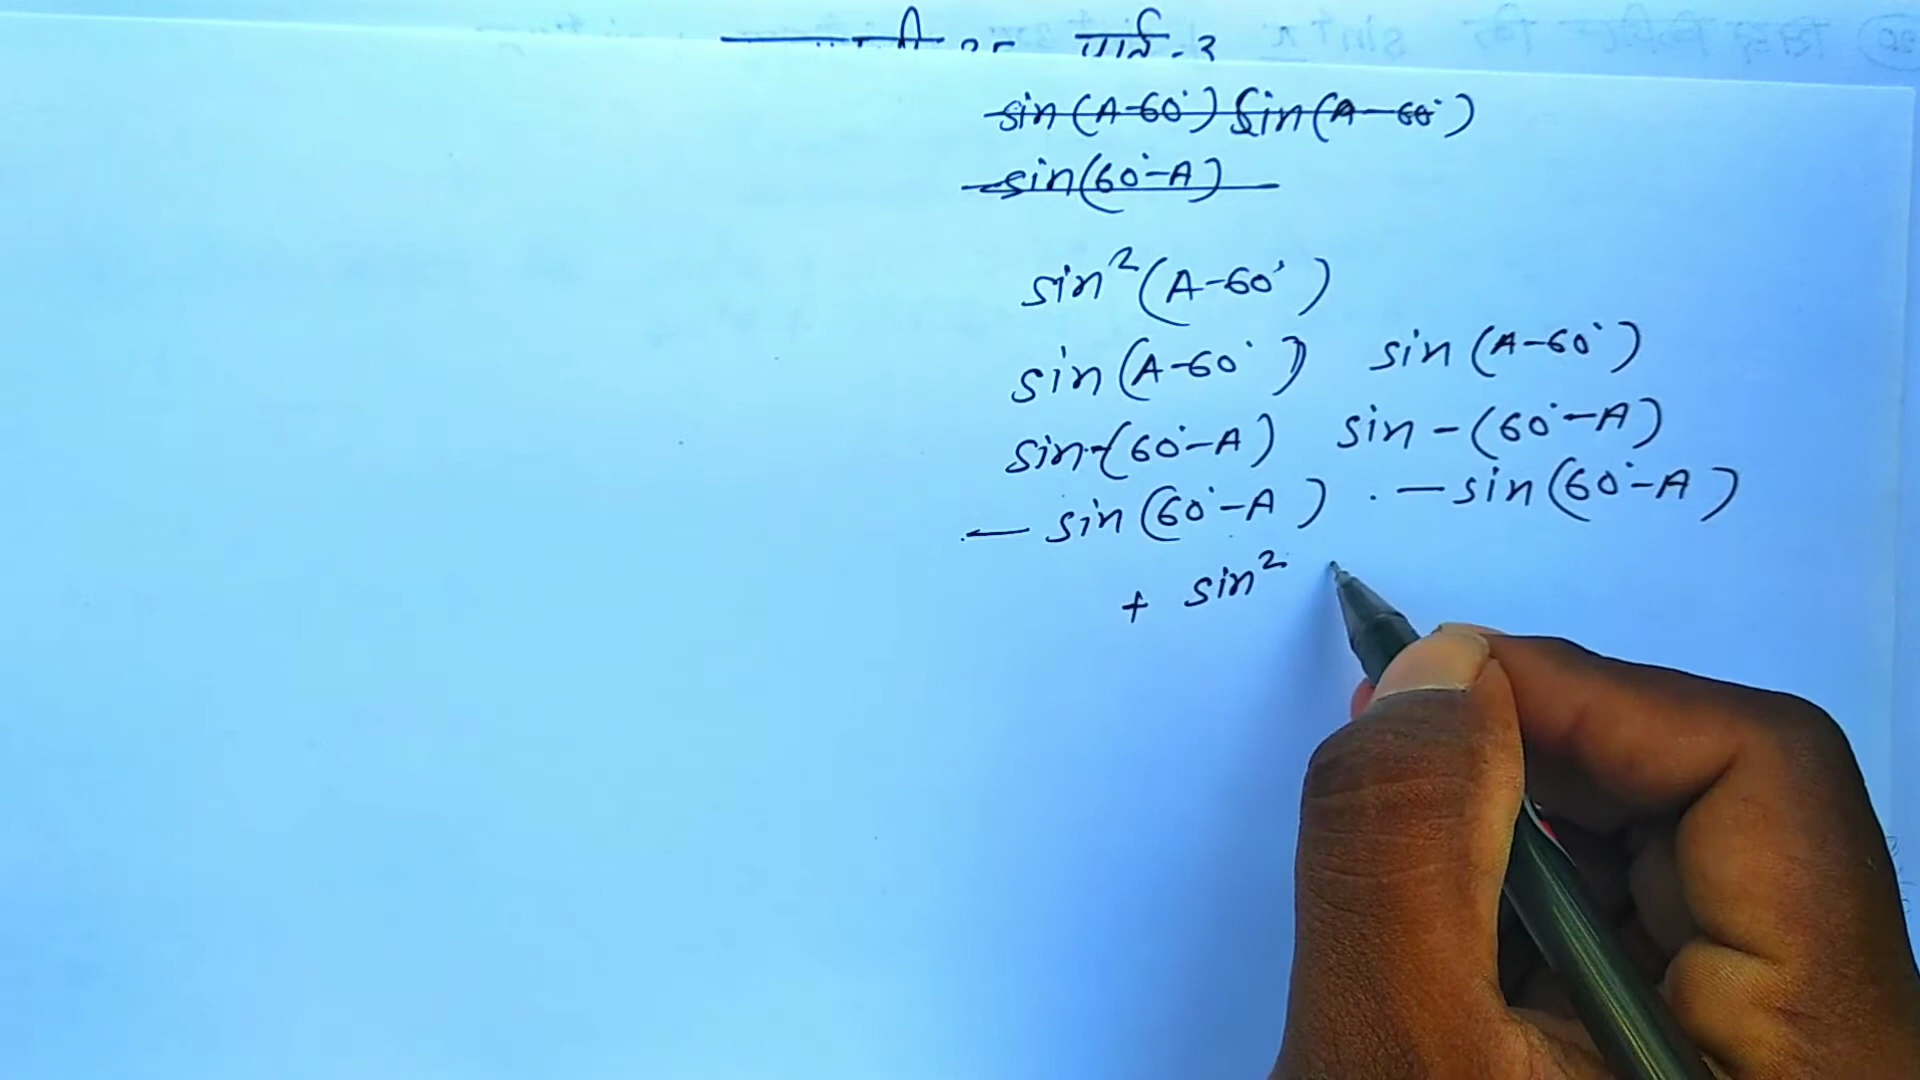 পার্ট-২
sin(A-60°) sin(A-60°)
-sin(60°-A)
sin²(A-60°)
sin(A-60°) sin(A-60°)
sin-(60°-A) sin-(60°-A)
- sin(60°-A) . - sin(60°-A)
+ sin²